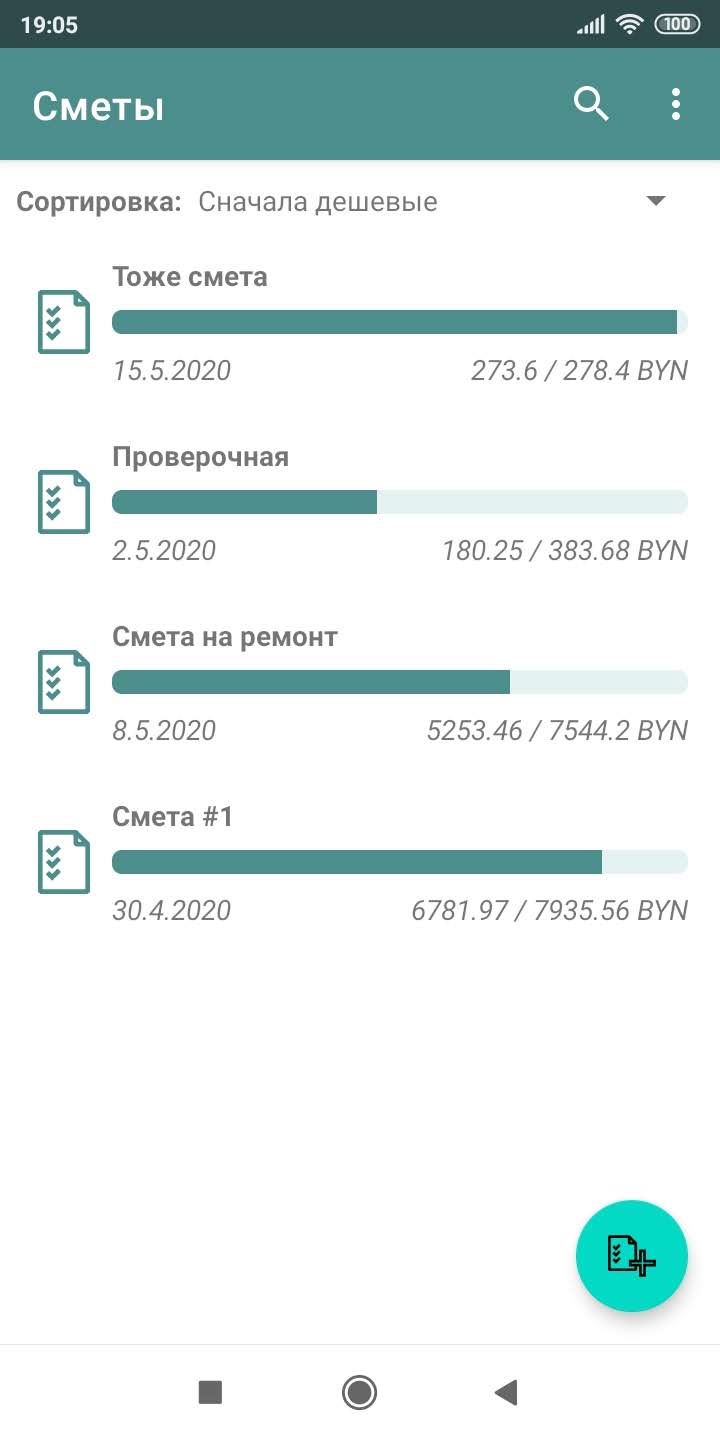 19:05 100
Сметы
Сортировка: Сначала дешевые
Тоже смета
15.5.2020 273.6 / 278.4 BYN
Проверочная
2.5.2020 180.25 / 383.68 BYN
Смета на ремонт
8.5.2020 5253.46 / 7544.2 BYN
Смета #1
30.4.2020 6781.97 / 7935.56 BYN